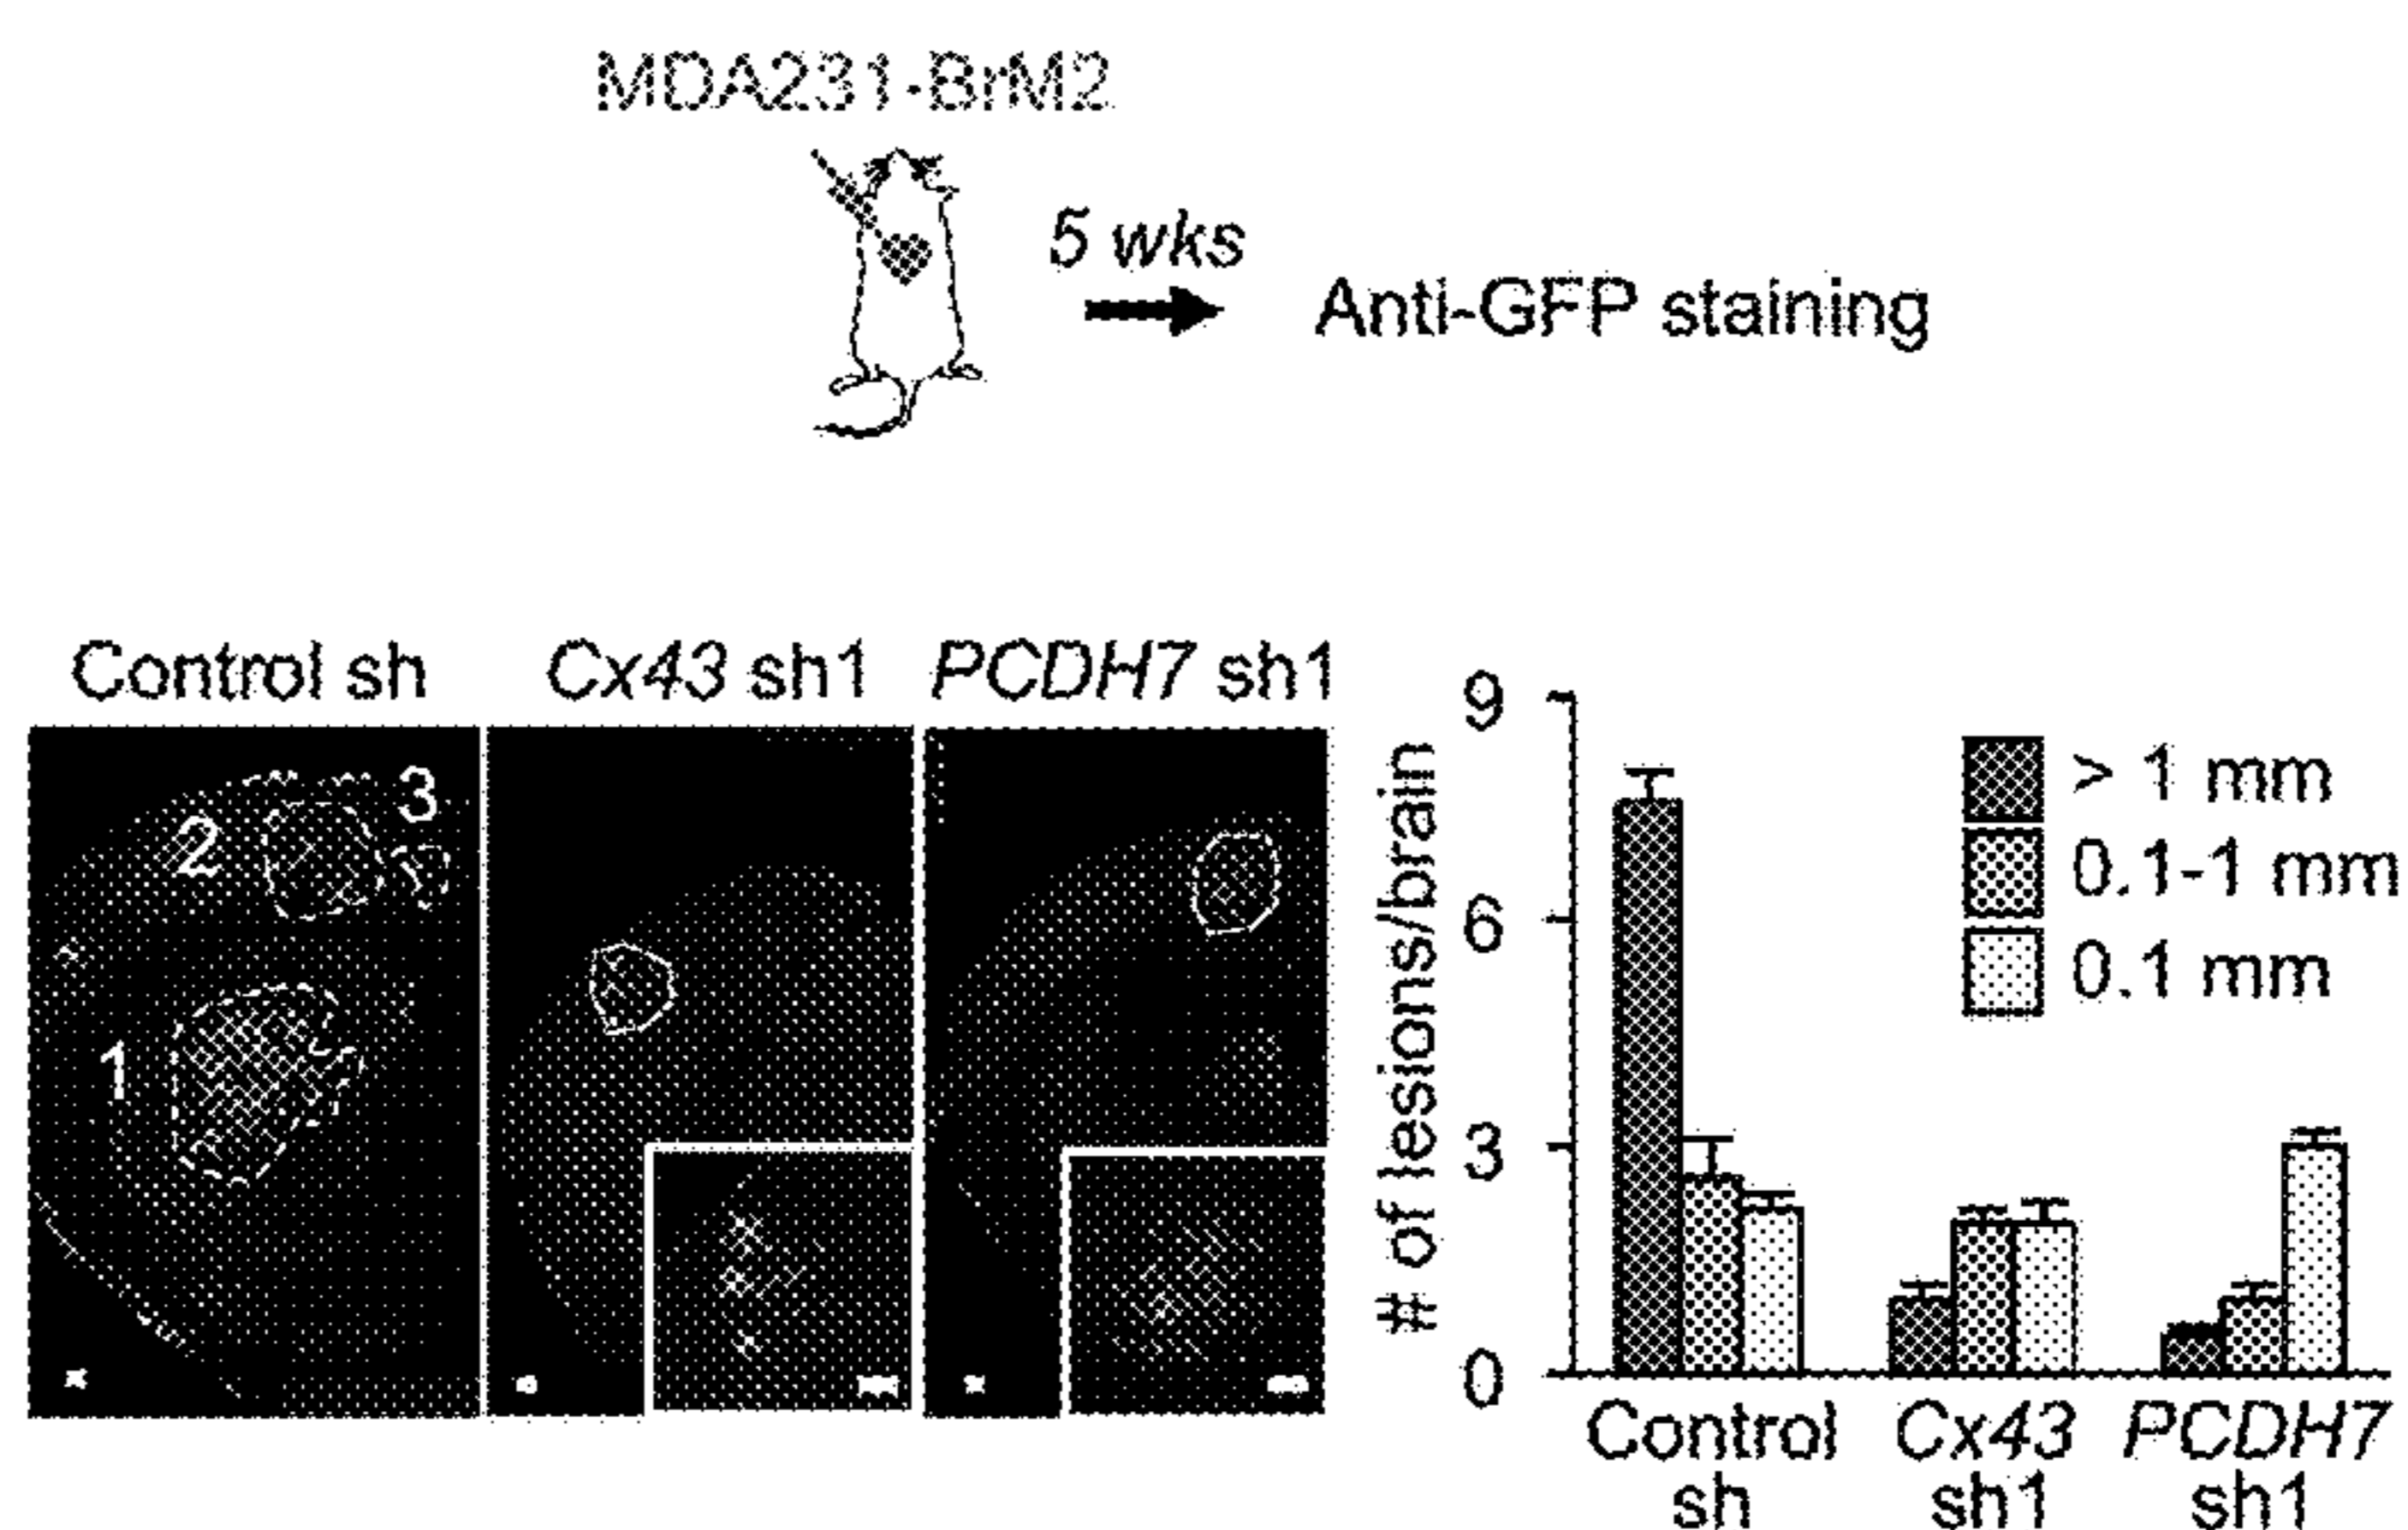 MDA231-BrM2
5 wks
Anti-GFP staining
Control sh
Cx43 sh1
PCDH7 sh1
1
2
3
# of lesions/brain
9
6
3
0
> 1 mm
0.1-1 mm
0.1 mm
Control sh
Cx43 sh1
PCDH7 sh1